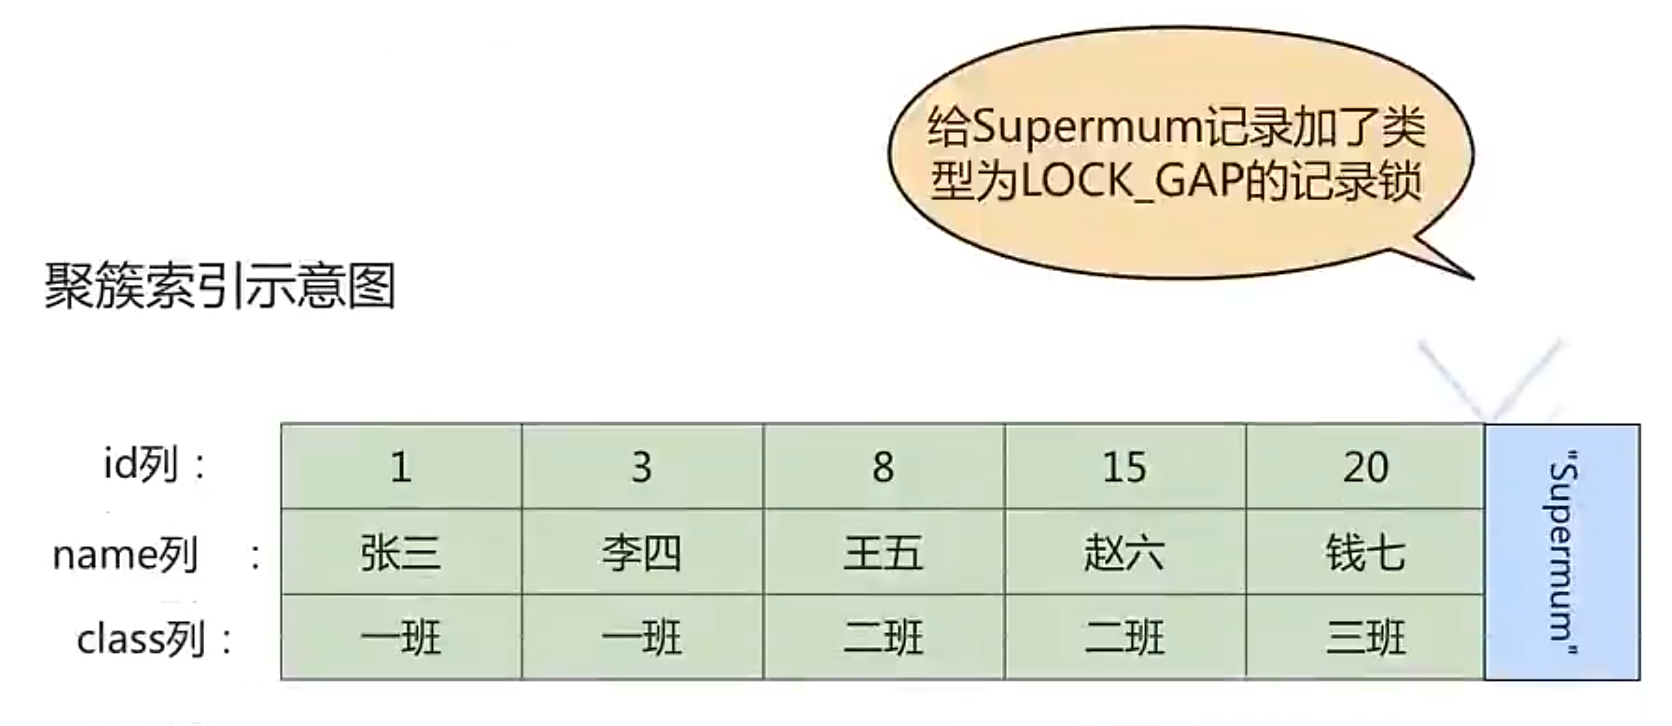 给Supermum记录加了类
型为LOCK_GAP的记录锁
聚簇索引示意图
id列： 1 3 8 15 20 "Supermum"
name列 ： 张三 李四 王五 赵六 钱七
class列： 一班 一班 二班 二班 三班